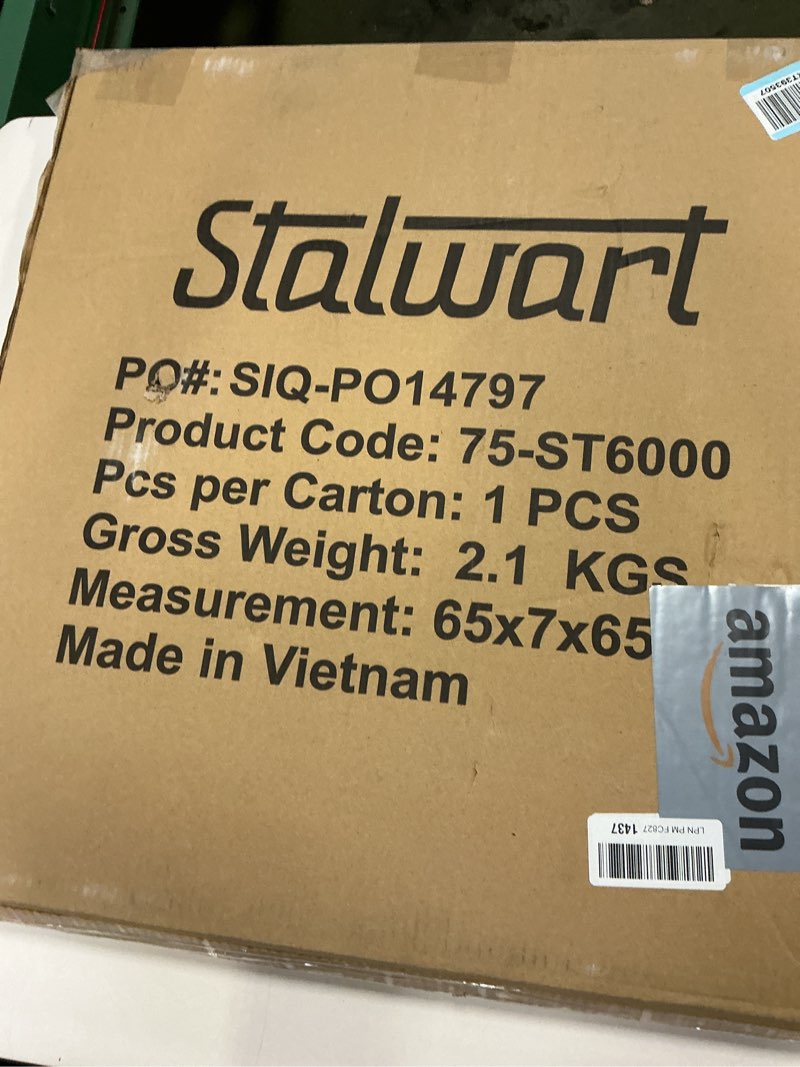 Stalwart
PO#: SIQ-PO14797
Product Code: 75-ST6000
Pcs per Carton: 1 PCS
Gross Weight: 2.1 KGS
Measurement: 65x7x65
Made in Vietnam
amazon
LPN PM FC827 1437